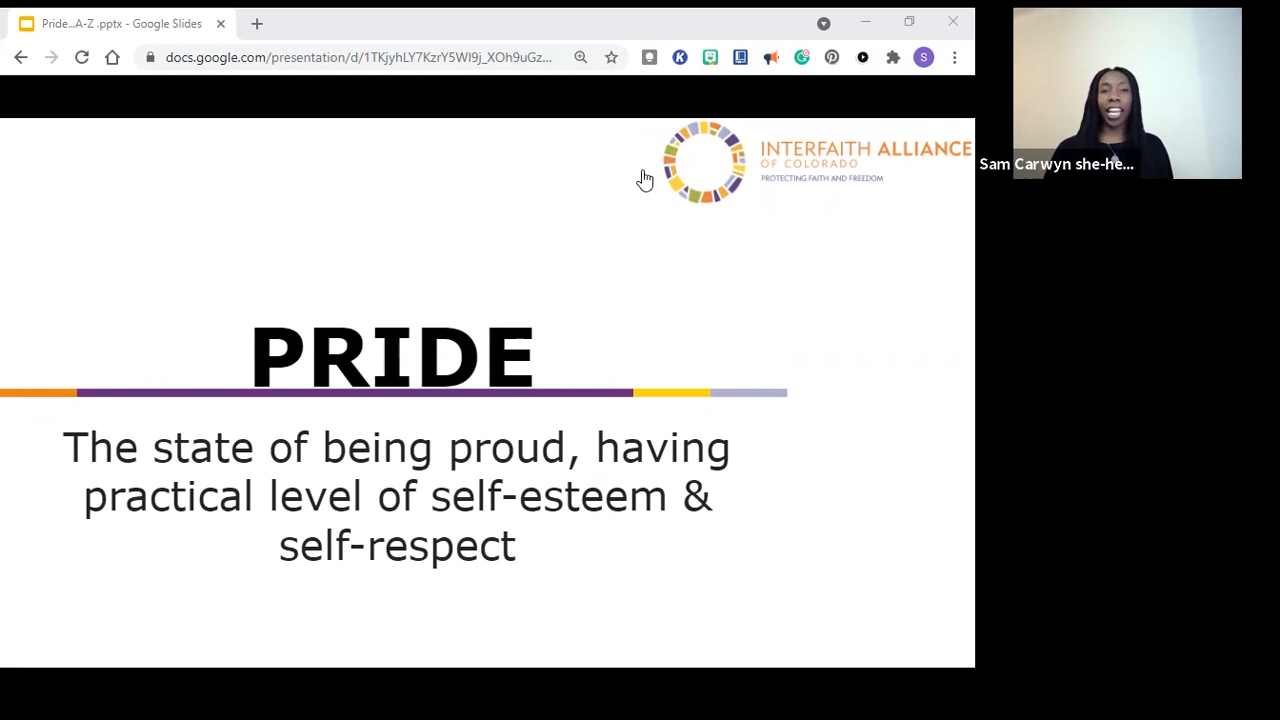 Pride...A-Z .pptx - Google Slides
docs.google.com/presentation/d/1TKjyhLY7KzrY5WI9j_XOh9uGz...
S
INTERFAITH ALLIANCE
OF COLORADO
PROTECTING FAITH AND FREEDOM
Sam Carwyn she-he...
PRIDE
The state of being proud, having
practical level of self-esteem &
self-respect